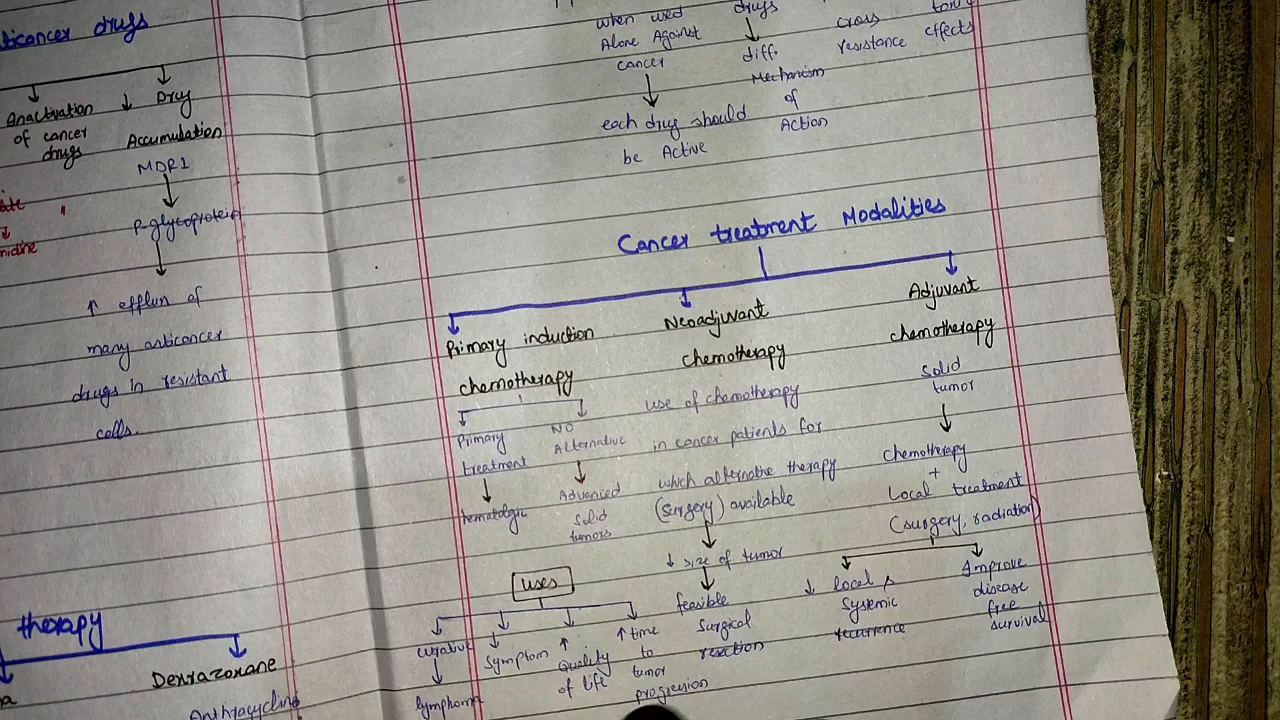 ticancer drugs
Inactivation
of cancer
drugs
↓ Drug
Accumulation
MDR1
P-glycoprotein
↑ efflux of
many anticancer
drugs in resistant
cells.
therapy
Dexrazoxane
Anthracycline
when used
Alone Against
cancer
each drug should
be Active
drugs
diff.
Mechanism
of
Action
cross
resistance
effects
Cancer treatment Modalities
Primary induction
chemotherapy
Primary
treatment
hematolgic
NO
Alternative
Advanced
Solid
tumors
uses
curative
lymphoma
↓
Symptom
↑
Quality
of life
↑ time
to
tumor
progression
Neoadjuvant
chemotherapy
use of chemotherapy
in cancer patients for
which alternative therapy
(surgery) available
↓ size of tumor
feasible
Surgical
resection
Adjuvant
chemotherapy
Solid
tumor
Chemotherapy
+
Local treatment
(surgery, radiation)
↓ local &
Systemic
recurrence
Improve
disease
free
survival